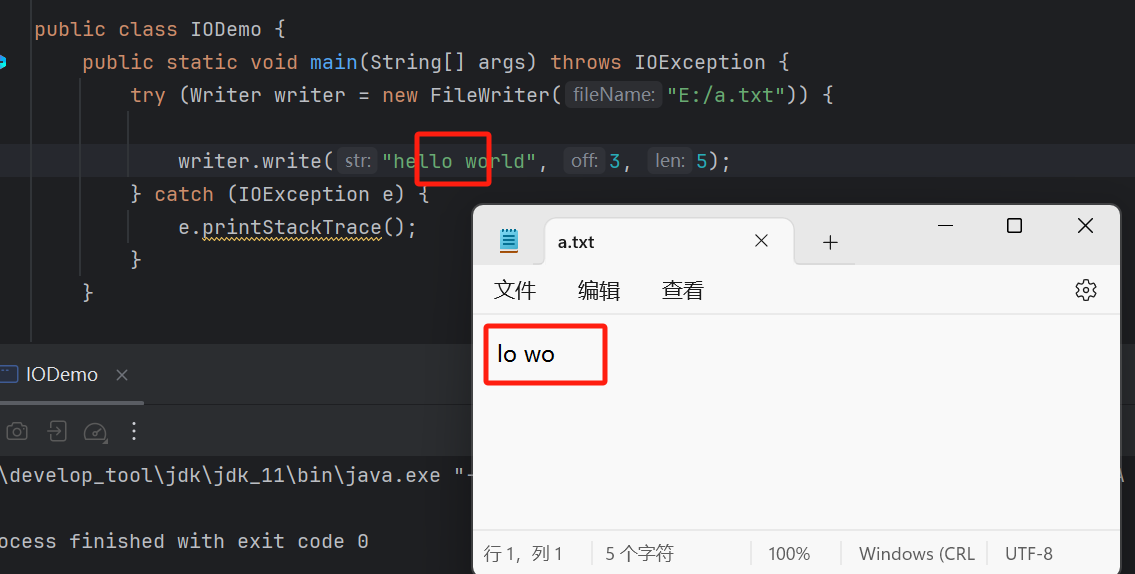 public class IODemo {
public static void main(String[] args) throws IOException {
try (Writer writer = new FileWriter( fileName: "E:/a.txt")) {
writer.write( str: "hello world", off: 3, len: 5);
} catch (IOException e) {
e.printStackTrace();
}
}
a.txt
文件 编辑 查看
lo wo
行 1，列 1 5 个字符 100% Windows (CRL UTF-8
IODemo
\develop_tool\jdk\jdk_11\bin\java.exe "-
ocess finished with exit code 0